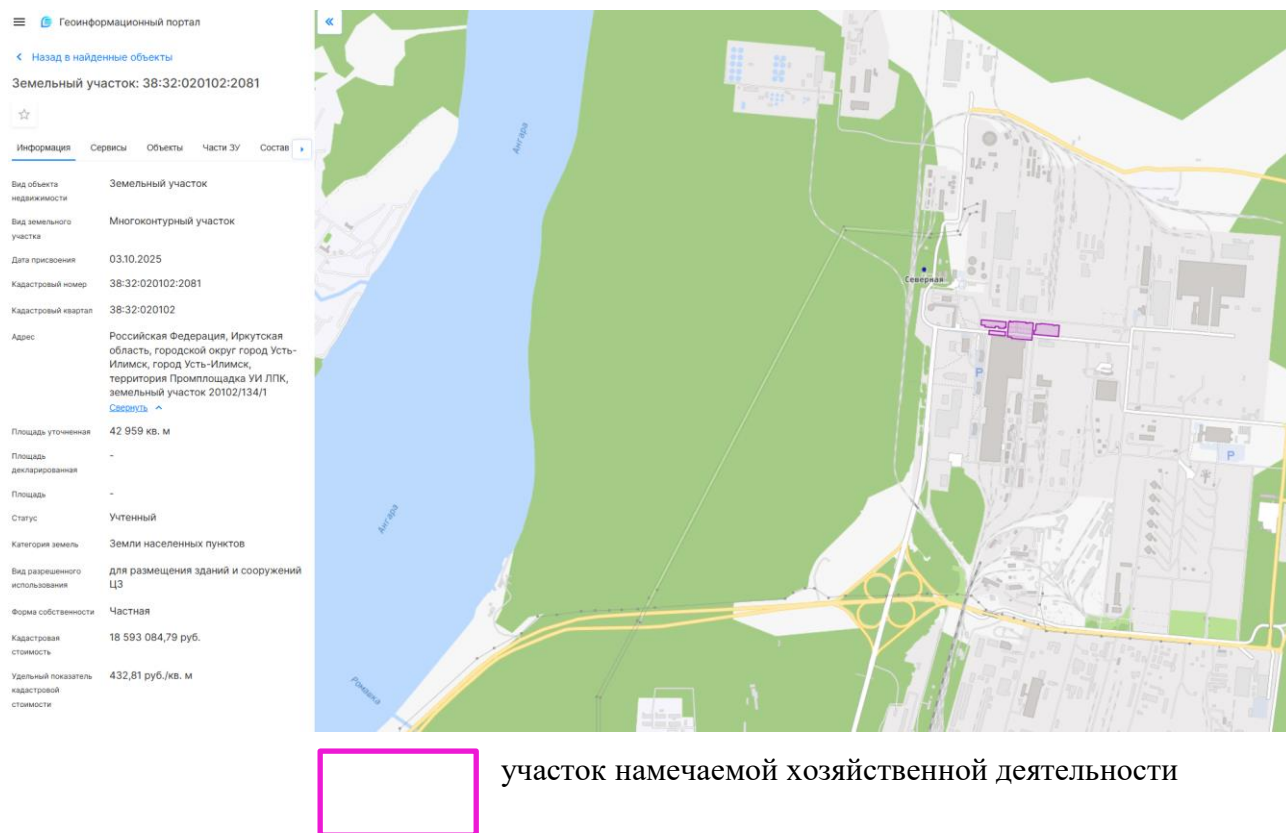 Геоинформационный портал
Назад в найденные объекты
Земельный участок: 38:32:020102:2081
Информация Сервисы Объекты Части ЗУ Состав
Вид объекта недвижимости Земельный участок
Вид земельного участка Многоконтурный участок
Дата присвоения 03.10.2025
Кадастровый номер 38:32:020102:2081
Кадастровый квартал 38:32:020102
Адрес Российская Федерация, Иркутская
область, городской округ город Усть-
Илимск, город Усть-Илимск,
территория Промплощадка УИ ЛПК,
земельный участок 20102/134/1
Свернуть
Площадь уточненная 42 959 кв. м
Площадь декларированная -
Площадь -
Статус Учтенный
Категория земель Земли населенных пунктов
Вид разрешенного использования для размещения зданий и сооружений ЦЗ
Форма собственности Частная
Кадастровая стоимость 18 593 084,79 руб.
Удельный показатель кадастровой стоимости 432,81 руб./кв. м
Ангара
Северная
P
P
Ангара
Ромашка
участок намечаемой хозяйственной деятельности